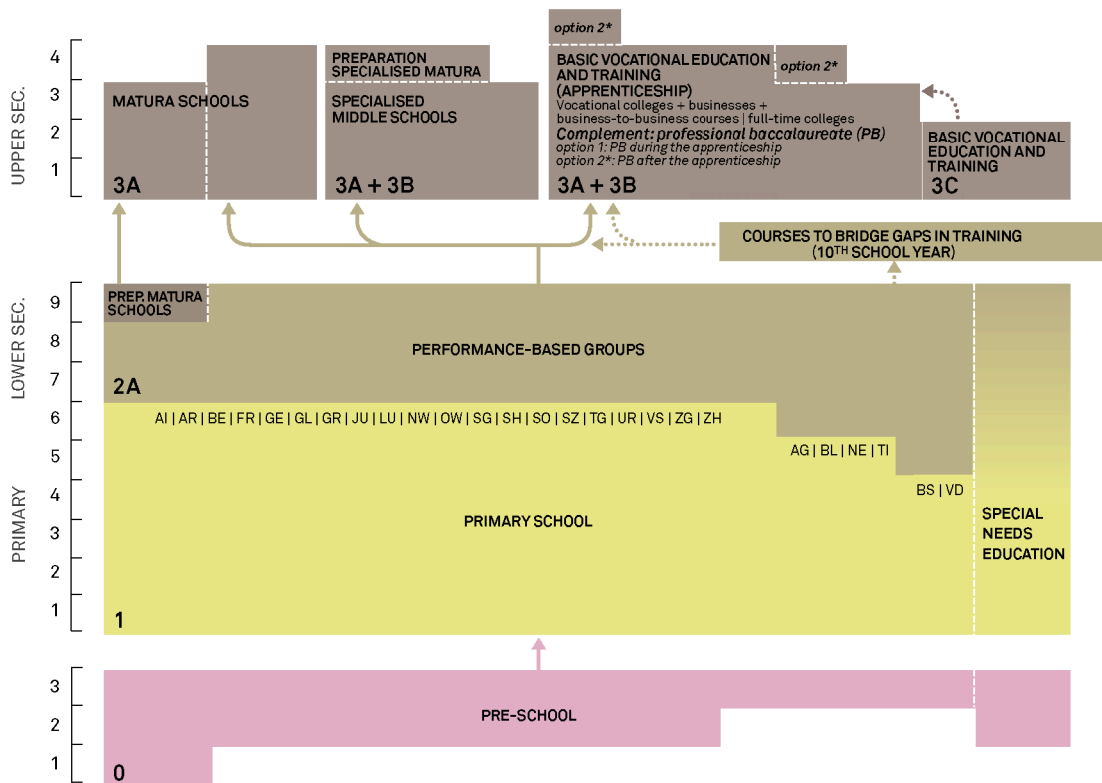 UPPER SEC.
4
3
2
1
option 2*
option 2*
MATURA SCHOOLS
3A
PREPARATION
SPECIALISED MATURA
SPECIALISED
MIDDLE SCHOOLS
3A + 3B
BASIC VOCATIONAL EDUCATION
AND TRAINING
(APPRENTICESHIP)
Vocational colleges + businesses +
business-to-business courses | full-time colleges
Complement: professional baccalaureate (PB)
option 1: PB during the apprenticeship
option 2*: PB after the apprenticeship
3A + 3B
BASIC VOCATIONAL
EDUCATION AND
TRAINING
3C
COURSES TO BRIDGE GAPS IN TRAINING
(10TH SCHOOL YEAR)
LOWER SEC.
9
8
7
PREP. MATURA
SCHOOLS
PERFORMANCE-BASED GROUPS
2A
PRIMARY
6
5
4
3
2
1
AI | AR | BE | FR | GE | GL | GR | JU | LU | NW | OW | SG | SH | SO | SZ | TG | UR | VS | ZG | ZH
AG | BL | NE | TI
BS | VD
PRIMARY SCHOOL
SPECIAL
NEEDS
EDUCATION
1
3
2
1
PRE-SCHOOL
0